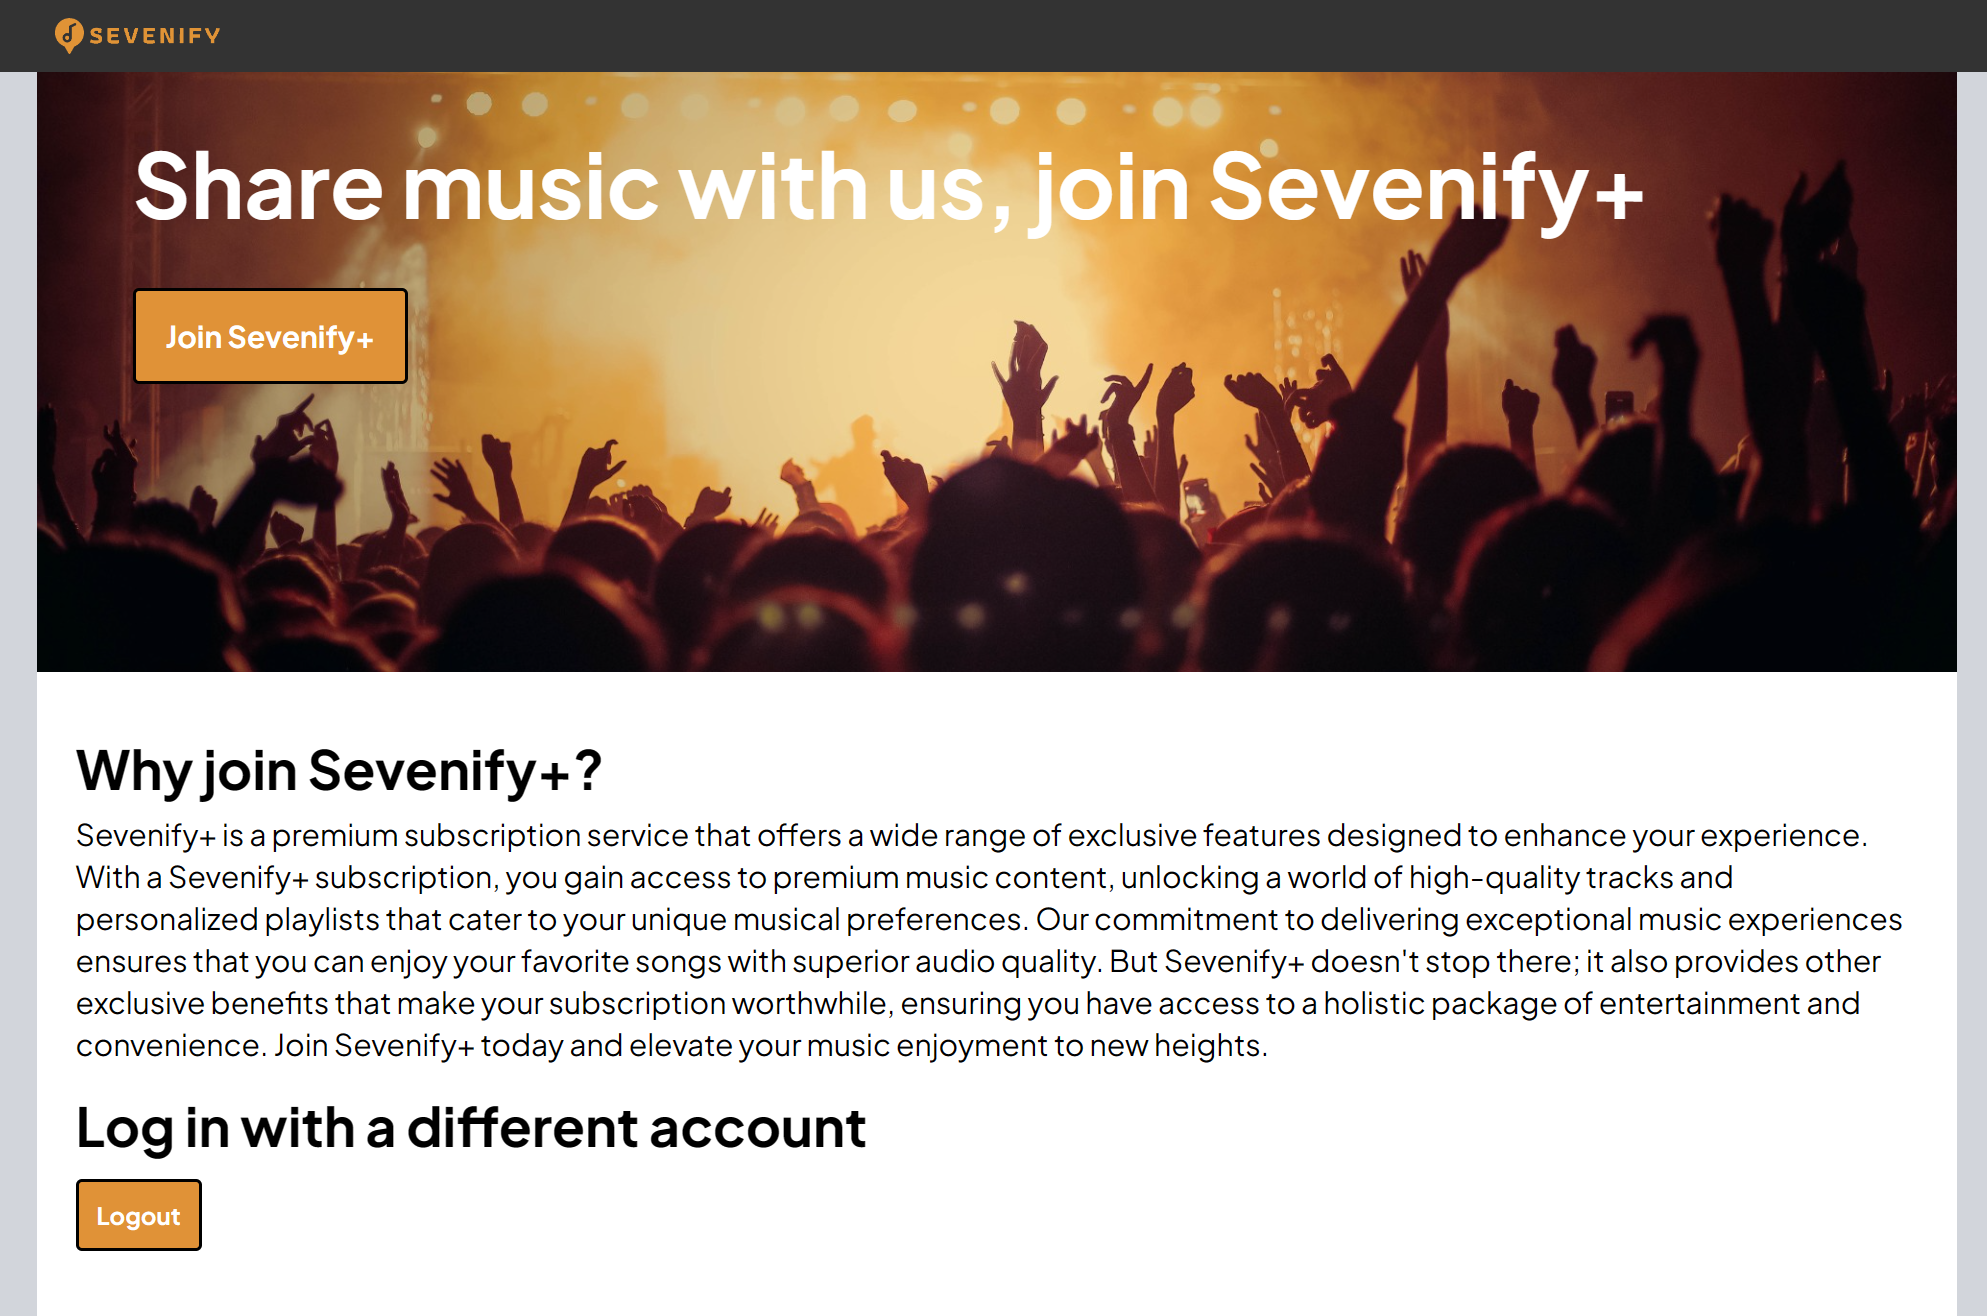 SEVENIFY
Share music with us, join Sevenify+
Join Sevenify+
Why join Sevenify+?
Sevenify+ is a premium subscription service that offers a wide range of exclusive features designed to enhance your experience.
With a Sevenify+ subscription, you gain access to premium music content, unlocking a world of high-quality tracks and
personalized playlists that cater to your unique musical preferences. Our commitment to delivering exceptional music experiences
ensures that you can enjoy your favorite songs with superior audio quality. But Sevenify+ doesn't stop there; it also provides other
exclusive benefits that make your subscription worthwhile, ensuring you have access to a holistic package of entertainment and
convenience. Join Sevenify+ today and elevate your music enjoyment to new heights.
Log in with a different account
Logout